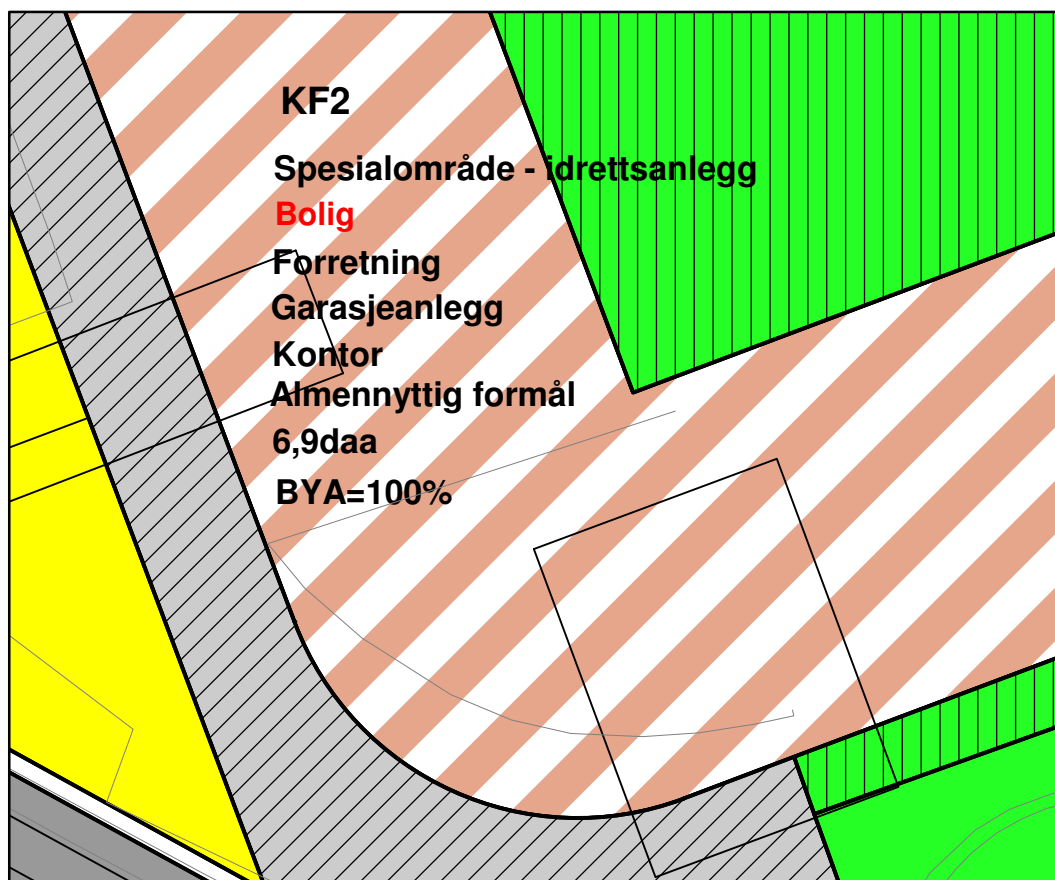 KF2
Spesialområde - idrettsanlegg
Bolig
Forretning
Garasjeanlegg
Kontor
Almennyttig formål
6,9daa
BYA=100%